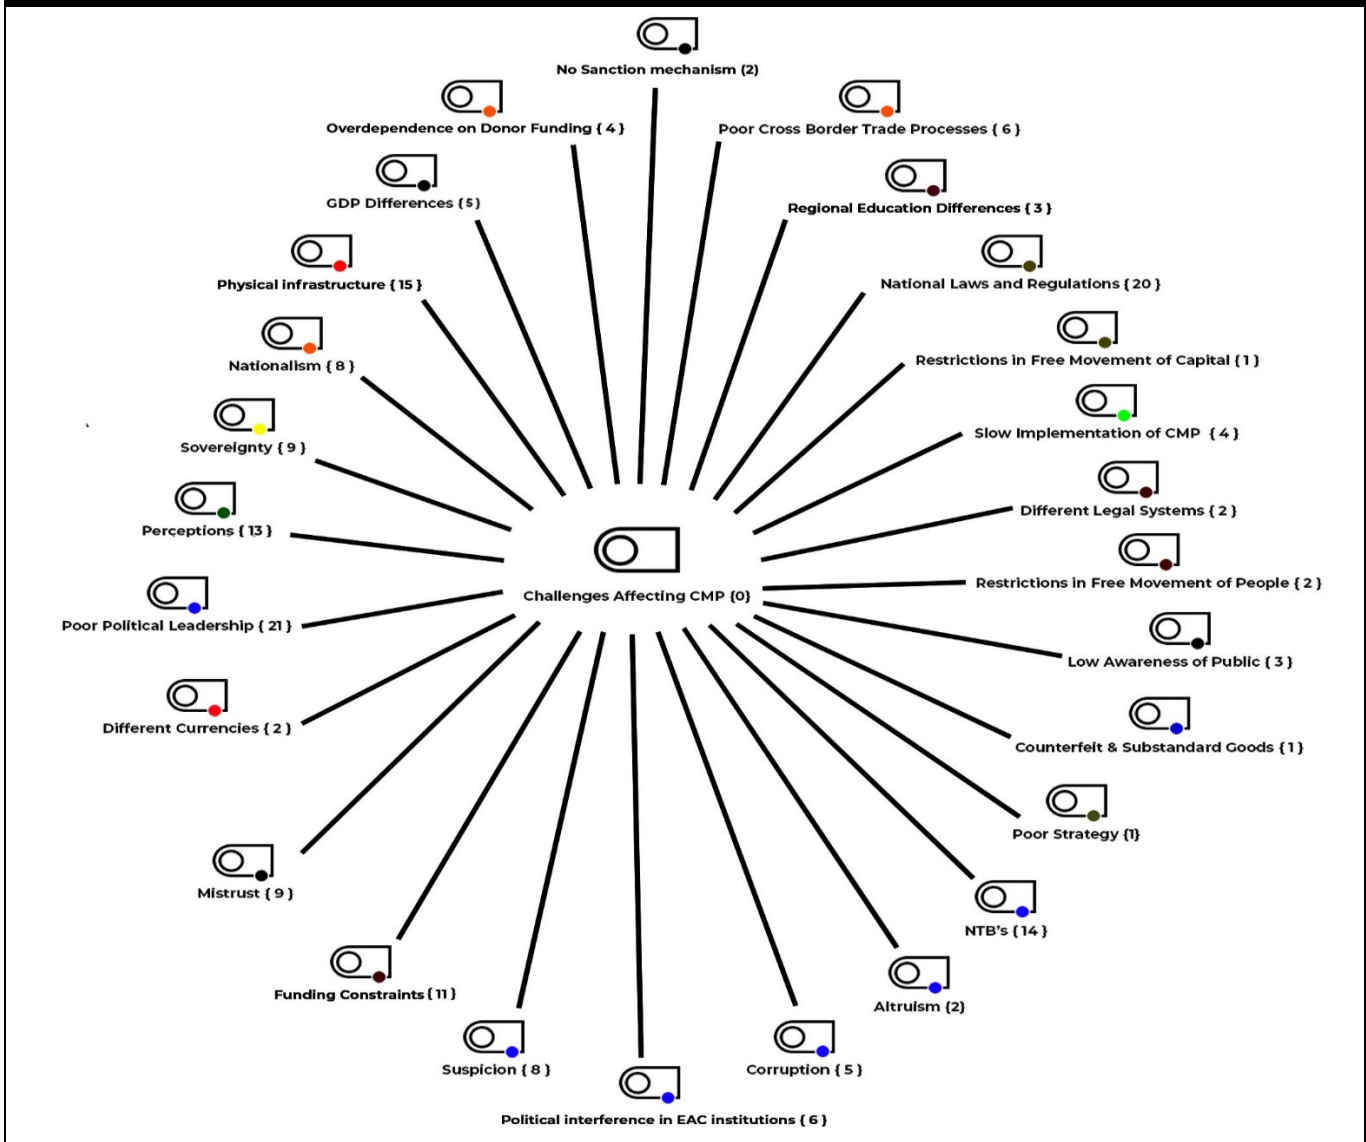 No Sanction mechanism (2)
Overdependence on Donor Funding { 4 }
Poor Cross Border Trade Processes { 6 }
GDP Differences { 5 }
Regional Education Differences { 3 }
Physical infrastructure { 15 }
National Laws and Regulations { 20 }
Nationalism { 8 }
Restrictions in Free Movement of Capital { 1 }
Sovereignty { 9 }
Slow Implementation of CMP { 4 }
Perceptions { 13 }
Different Legal Systems { 2 }
Challenges Affecting CMP {0}
Restrictions in Free Movement of People { 2 }
Poor Political Leadership { 21 }
Low Awareness of Public { 3 }
Different Currencies { 2 }
Counterfeit & Substandard Goods { 1 }
Poor Strategy {1}
Mistrust { 9 }
NTB's { 14 }
Funding Constraints { 11 }
Altruism {2}
Suspicion { 8 }
Corruption { 5 }
Political interference in EAC institutions { 6 }